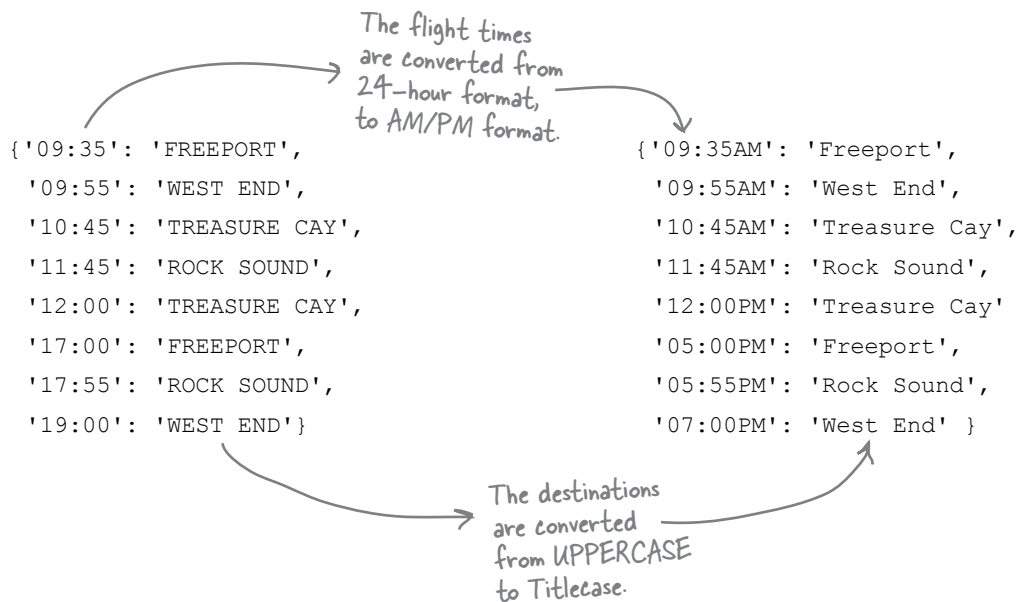 The flight times
are converted from
24-hour format,
to AM/PM format.
{'09:35': 'FREEPORT',
'09:55': 'WEST END',
'10:45': 'TREASURE CAY',
'11:45': 'ROCK SOUND',
'12:00': 'TREASURE CAY',
'17:00': 'FREEPORT',
'17:55': 'ROCK SOUND',
'19:00': 'WEST END'}
{'09:35AM': 'Freeport',
'09:55AM': 'West End',
'10:45AM': 'Treasure Cay',
'11:45AM': 'Rock Sound',
'12:00PM': 'Treasure Cay'
'05:00PM': 'Freeport',
'05:55PM': 'Rock Sound',
'07:00PM': 'West End' }
The destinations
are converted
from UPPERCASE
to Titlecase.